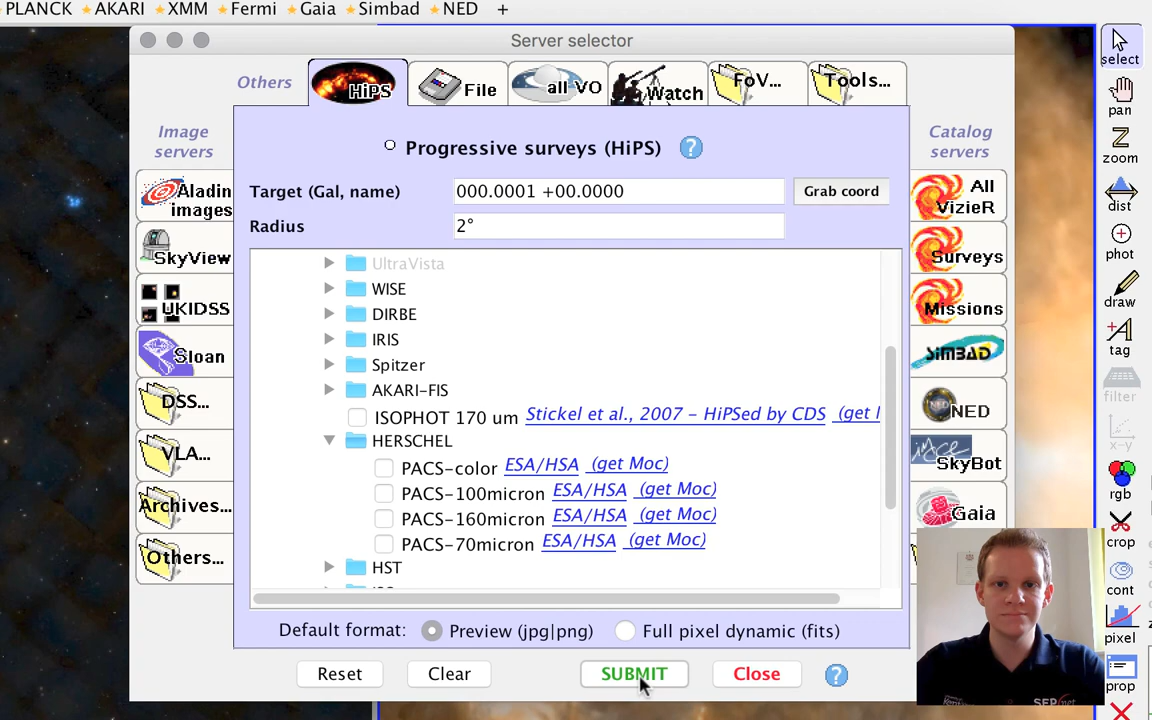 PLANCK ★AKARI ★XMM ★Fermi ★Gaia ★Simbad ★NED +
Server selector
Others
HiPS
File
all VO
Watch
FoV...
Tools...
Image
servers
Aladin
images
SkyView
UKIDSS
Sloan
DSS...
VLA...
Archives...
Others...
Progressive surveys (HiPS) ?
Target (Gal, name) 000.0001 +00.0000 Grab coord
Radius 2°
UltraVista
WISE
DIRBE
IRIS
Spitzer
AKARI-FIS
ISOPHOT 170 um Stickel et al., 2007 - HiPSed by CDS (get
HERSCHEL
PACS-color ESA/HSA (get Moc)
PACS-100micron ESA/HSA (get Moc)
PACS-160micron ESA/HSA (get Moc)
PACS-70micron ESA/HSA (get Moc)
HST
Default format: Preview (jpg|png) Full pixel dynamic (fits)
Reset Clear SUBMIT Close ?
Catalog
servers
All
VizieR
Surveys
Missions
SIMBAD
NED
SkyBot
Gaia
select
pan
zoom
dist
phot
draw
tag
filter
x-y
rgb
crop
cont
pixel
prop
SEPnet